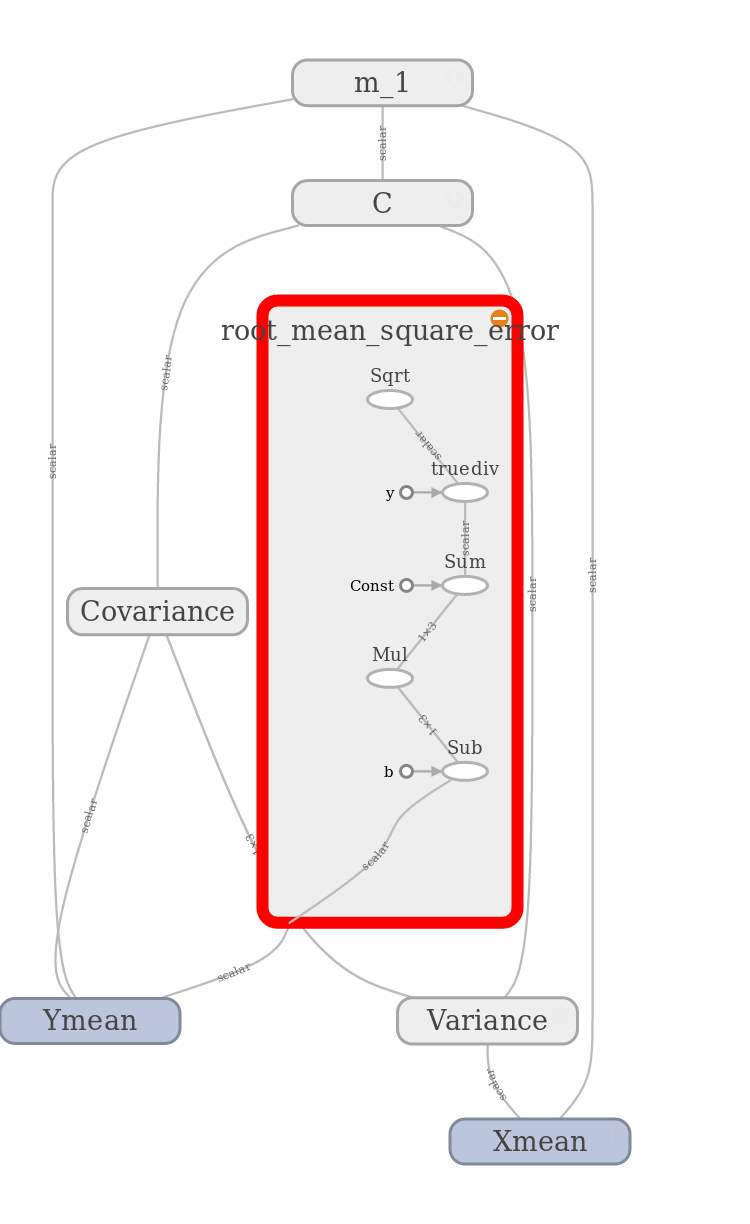 m_1
scalar
C
root_mean_square_error
scalar
Sqrt
scalar
truediv
scalar
y
scalar
Sum
Const
scalar
scalar
Covariance
1×3
Mul
1×3
Sub
b
scalar
1×3
scalar
scalar
Ymean
Variance
scalar
Xmean